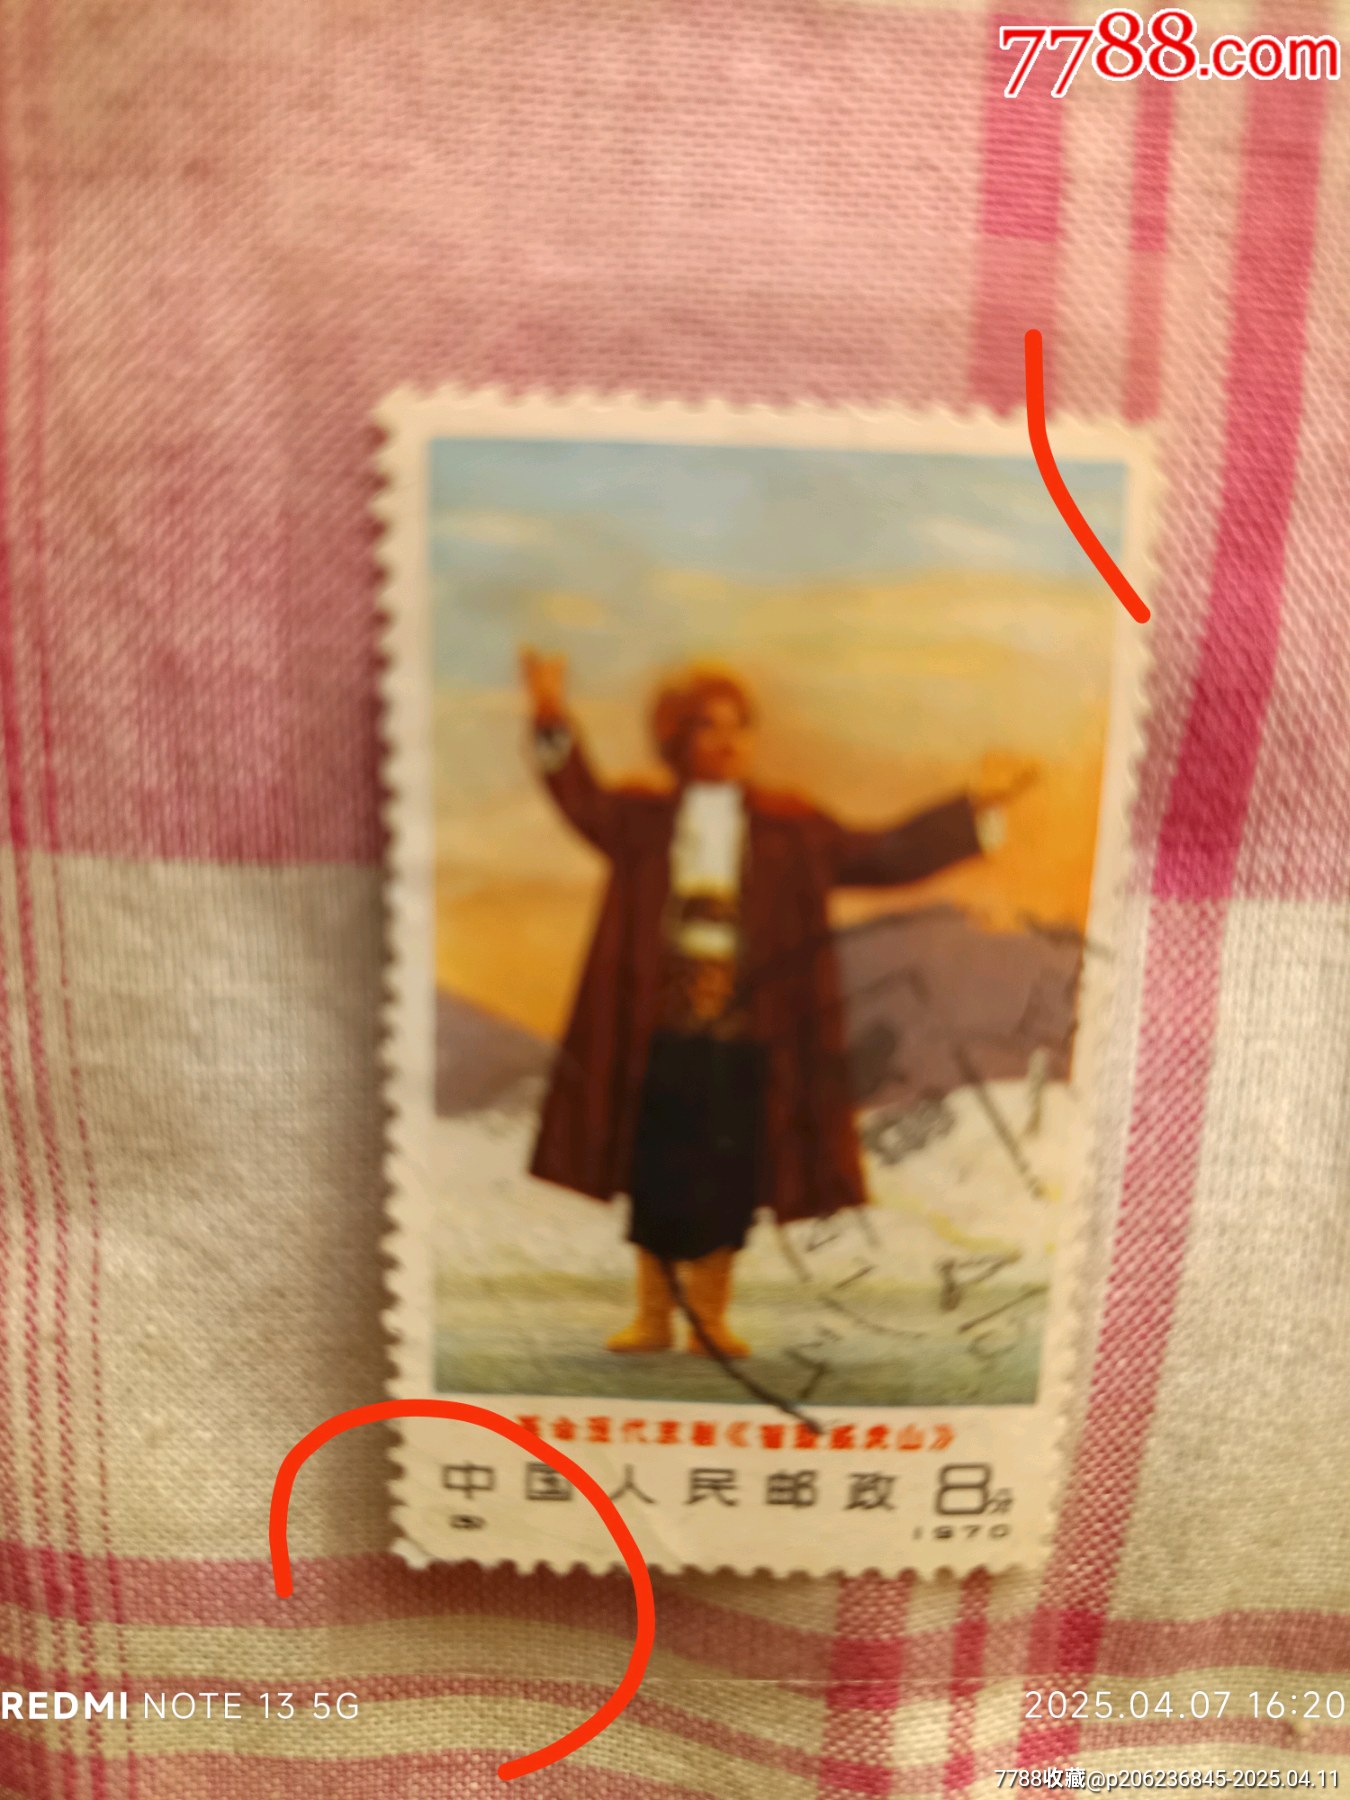 7788.com
革命现代京剧《智取威虎山》
中国人民邮政 8分
(5)
1970
REDMI NOTE 13 5G
2025.04.07 16:20
7788收藏@p206236845-2025.04.11